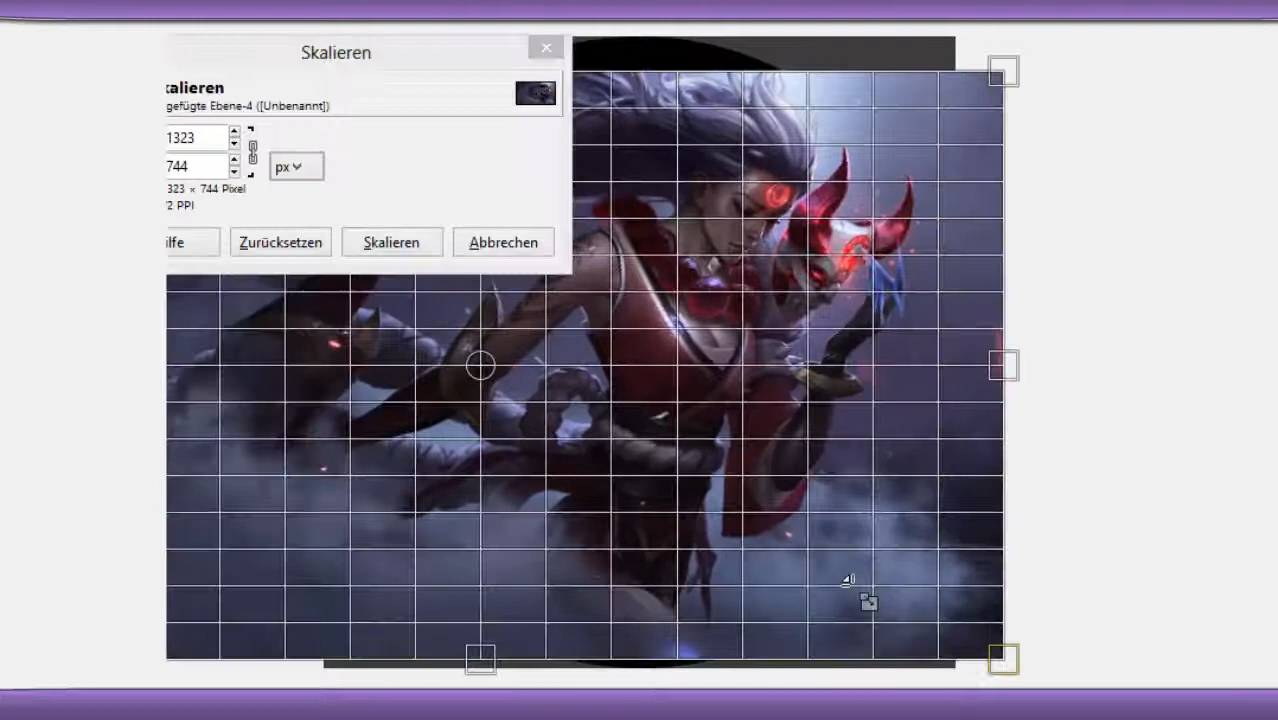 Skalieren
kalieren
gefügte Ebene-4 ([Unbenannt])
1323
744
px
323 × 744 Pixel
2 PPI
ilfe
Zurücksetzen
Skalieren
Abbrechen